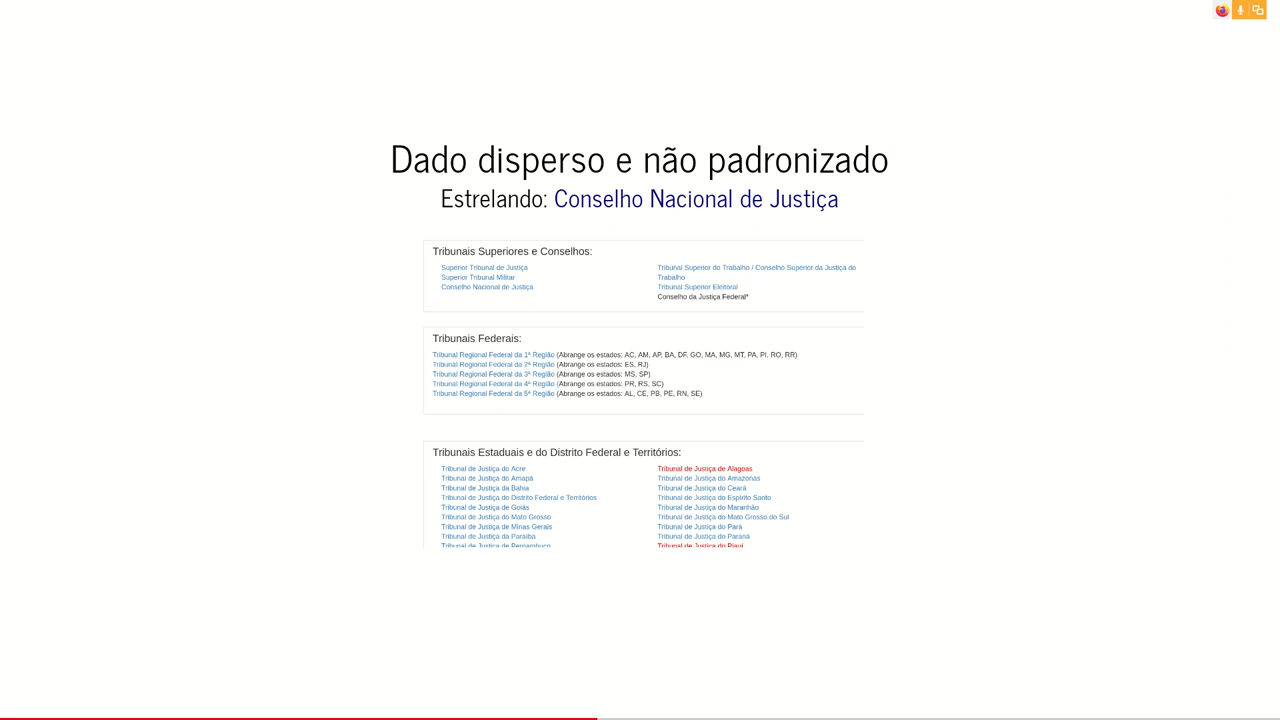 Dado disperso e não padronizado
Estrelando: Conselho Nacional de Justiça
Tribunais Superiores e Conselhos:
Superior Tribunal de Justiça
Superior Tribunal Militar
Conselho Nacional de Justiça
Tribunal Superior do Trabalho / Conselho Superior da Justiça do
Trabalho
Tribunal Superior Eleitoral
Conselho da Justiça Federal*
Tribunais Federais:
Tribunal Regional Federal da 1ª Região (Abrange os estados: AC, AM, AP, BA, DF, GO, MA, MG, MT, PA, PI, RO, RR)
Tribunal Regional Federal da 2ª Região (Abrange os estados: ES, RJ)
Tribunal Regional Federal da 3ª Região (Abrange os estados: MS, SP)
Tribunal Regional Federal da 4ª Região (Abrange os estados: PR, RS, SC)
Tribunal Regional Federal da 5ª Região (Abrange os estados: AL, CE, PB, PE, RN, SE)
Tribunais Estaduais e do Distrito Federal e Territórios:
Tribunal de Justiça do Acre
Tribunal de Justiça do Amapá
Tribunal de Justiça da Bahia
Tribunal de Justiça do Distrito Federal e Territórios
Tribunal de Justiça de Goiás
Tribunal de Justiça do Mato Grosso
Tribunal de Justiça de Minas Gerais
Tribunal de Justiça da Paraíba
Tribunal de Justiça de Pernambuco
Tribunal de Justiça de Alagoas
Tribunal de Justiça do Amazonas
Tribunal de Justiça do Ceará
Tribunal de Justiça do Espírito Santo
Tribunal de Justiça do Maranhão
Tribunal de Justiça do Mato Grosso do Sul
Tribunal de Justiça do Pará
Tribunal de Justiça do Paraná
Tribunal de Justiça do Piauí